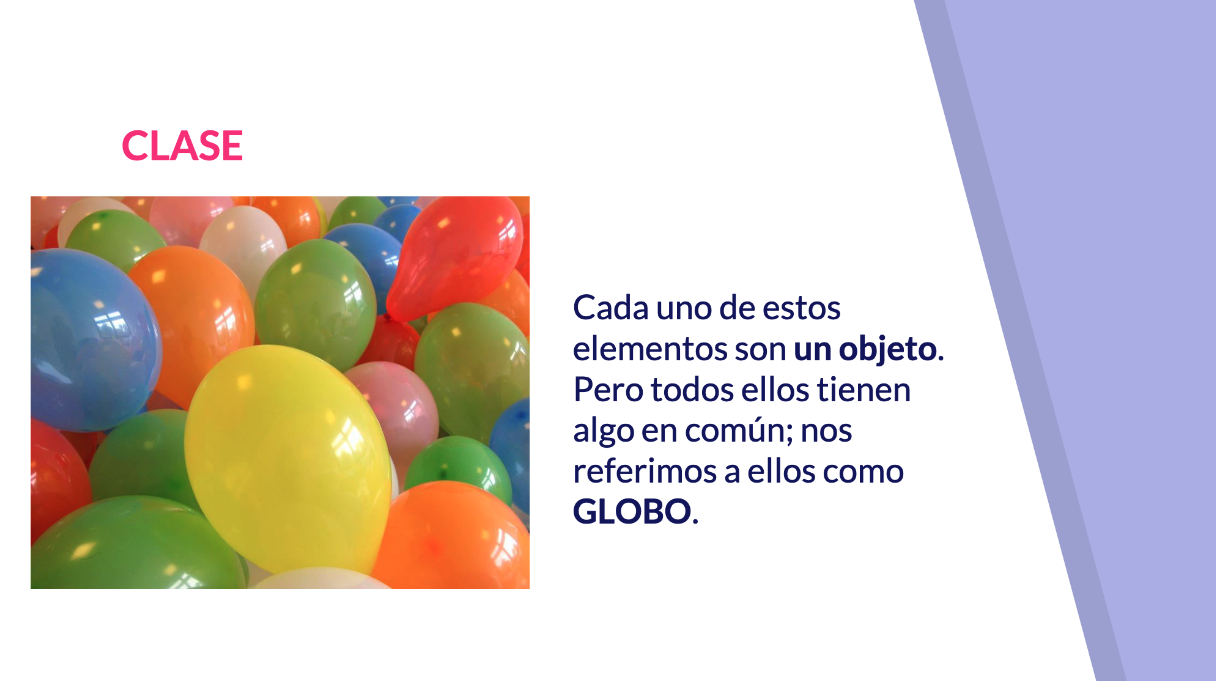 CLASE
Cada uno de estos
elementos son un objeto.
Pero todos ellos tienen
algo en común; nos
referimos a ellos como
GLOBO.